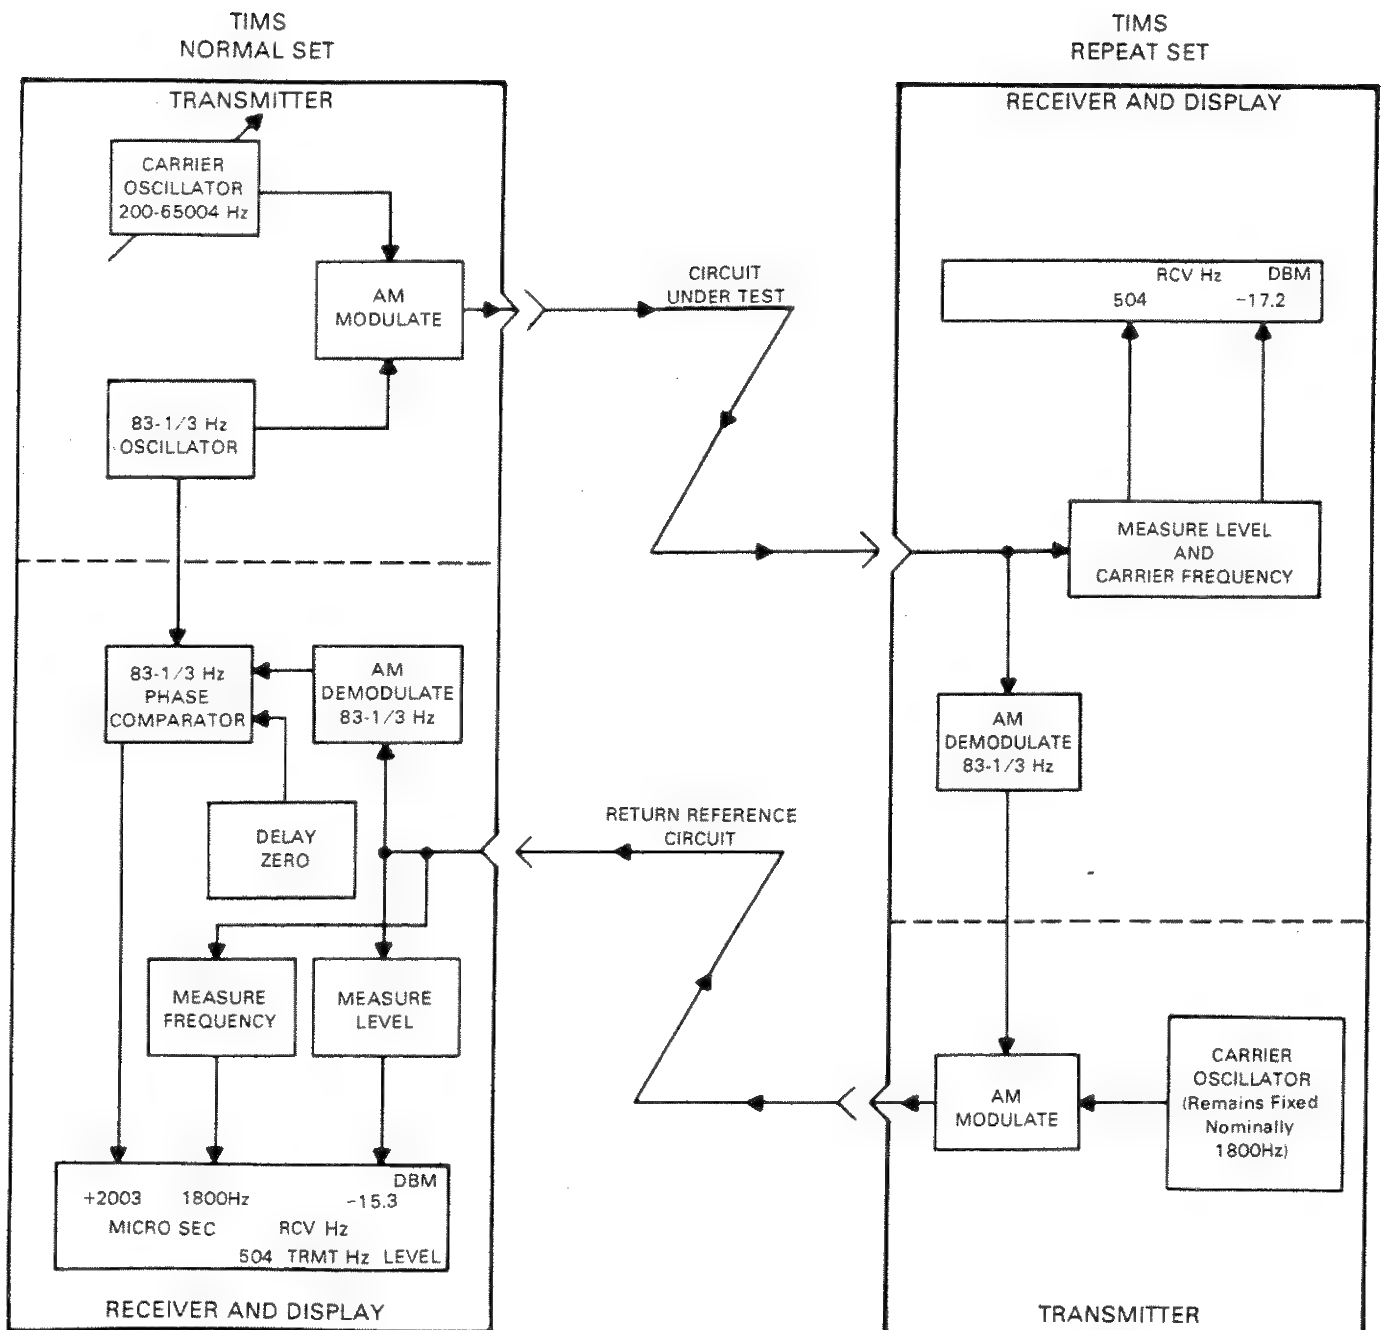 TIMS
NORMAL SET
TRANSMITTER
CARRIER
OSCILLATOR
200-65004 Hz
AM
MODULATE
83-1/3 Hz
OSCILLATOR
83-1/3 Hz
PHASE
COMPARATOR
AM
DEMODULATE
83-1/3 Hz
DELAY
ZERO
MEASURE
FREQUENCY
MEASURE
LEVEL
DBM
+2003 1800Hz -15.3
MICRO SEC RCV Hz
504 TRMT Hz LEVEL
RECEIVER AND DISPLAY
CIRCUIT
UNDER TEST
RETURN REFERENCE
CIRCUIT
TIMS
REPEAT SET
RECEIVER AND DISPLAY
RCV Hz DBM
504 -17.2
MEASURE LEVEL
AND
CARRIER FREQUENCY
AM
DEMODULATE
83-1/3 Hz
AM
MODULATE
CARRIER
OSCILLATOR
(Remains Fixed
Nominally
1800Hz)
TRANSMITTER